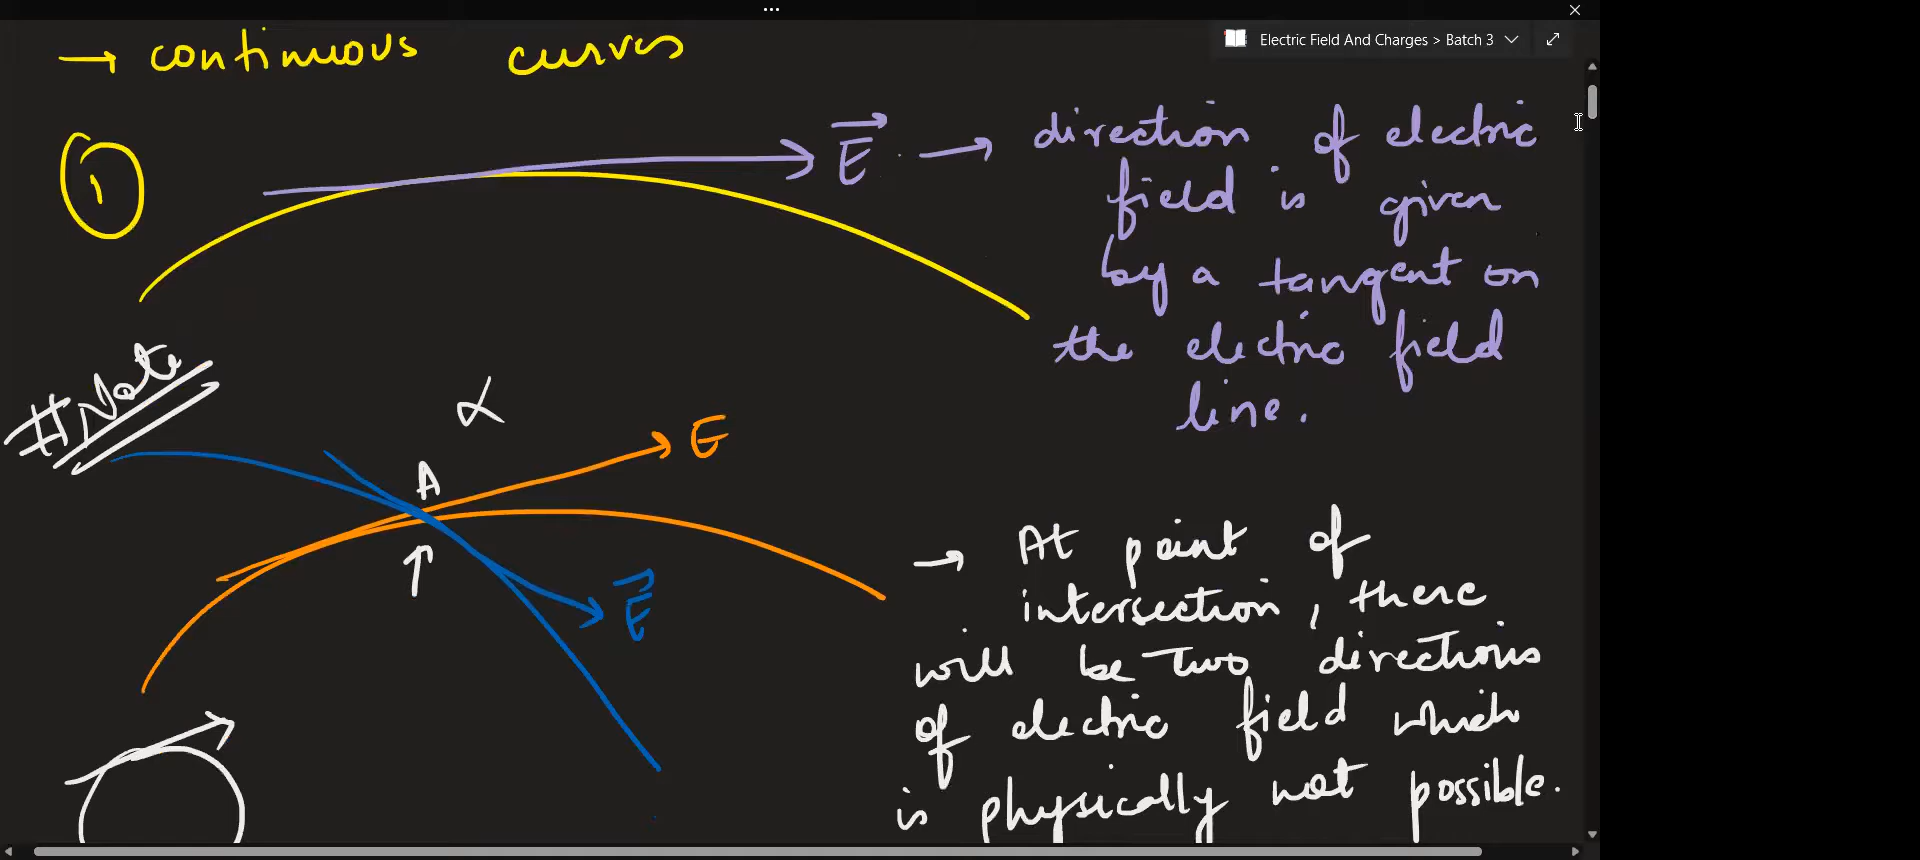 → continuous curves
Electric Field And Charges > Batch 3
1
E → direction of electric
field is given
by a tangent on
the electric field
line.
#Note
E
A
E
→ At point of
intersection, there
will be two directions
of electric field which
is physically not possible.